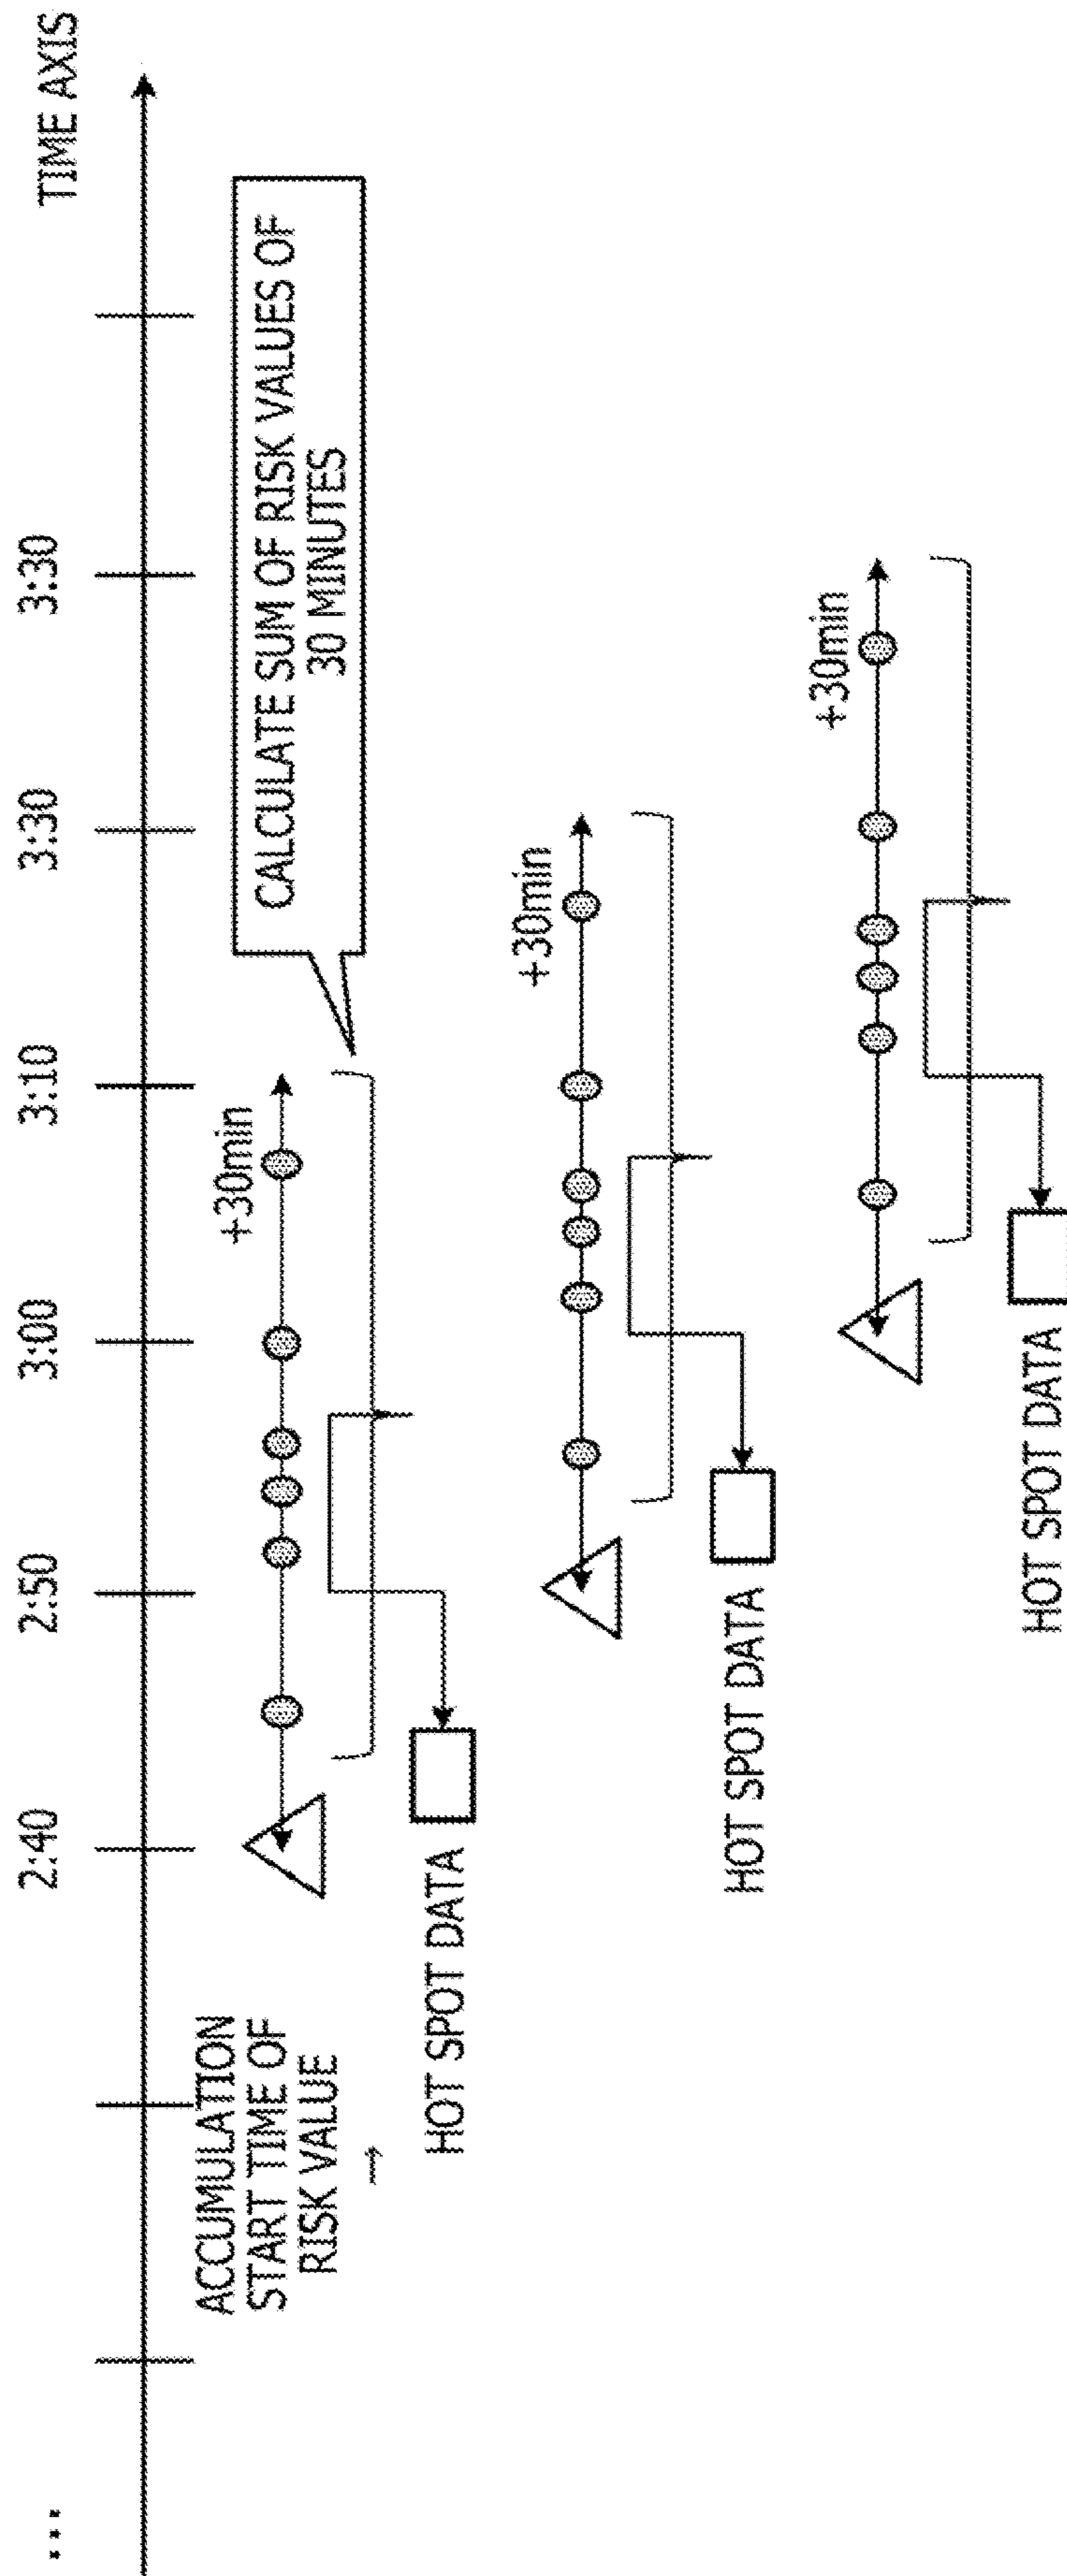 ...
2:40
2:50
3:00
3:10
3:30
3:30
TIME AXIS
ACCUMULATION
START TIME OF
RISK VALUE
→
+30min
CALCULATE SUM OF RISK VALUES OF
30 MINUTES
HOT SPOT DATA
+30min
HOT SPOT DATA
+30min
HOT SPOT DATA